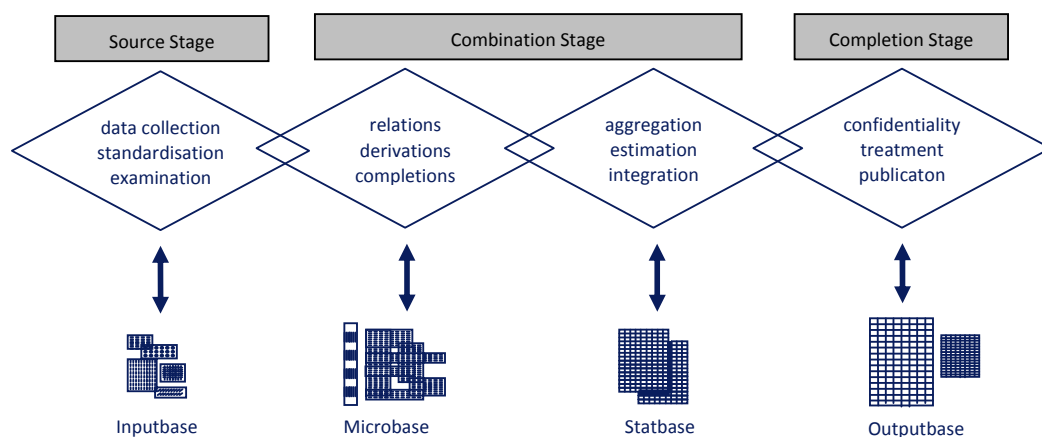 Source Stage
Combination Stage
Completion Stage
data collection
standardisation
examination
relations
derivations
completions
aggregation
estimation
integration
confidentiality
treatment
publicaton
Inputbase
Microbase
Statbase
Outputbase